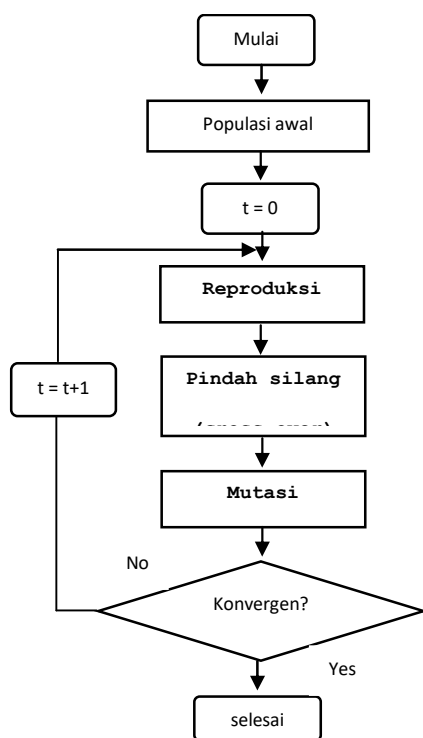 Mulai
Populasi awal
t = 0
Reproduksi
Pindah silang
t = t+1
Mutasi
No
Konvergen?
Yes
selesai